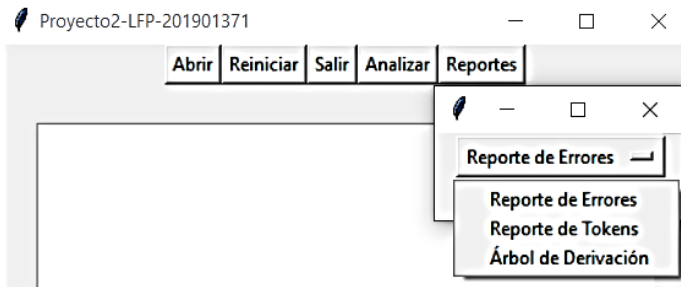 Proyecto2-LFP-201901371
Abrir Reiniciar Salir Analizar Reportes
Reporte de Errores
Reporte de Errores
Reporte de Tokens
Árbol de Derivación